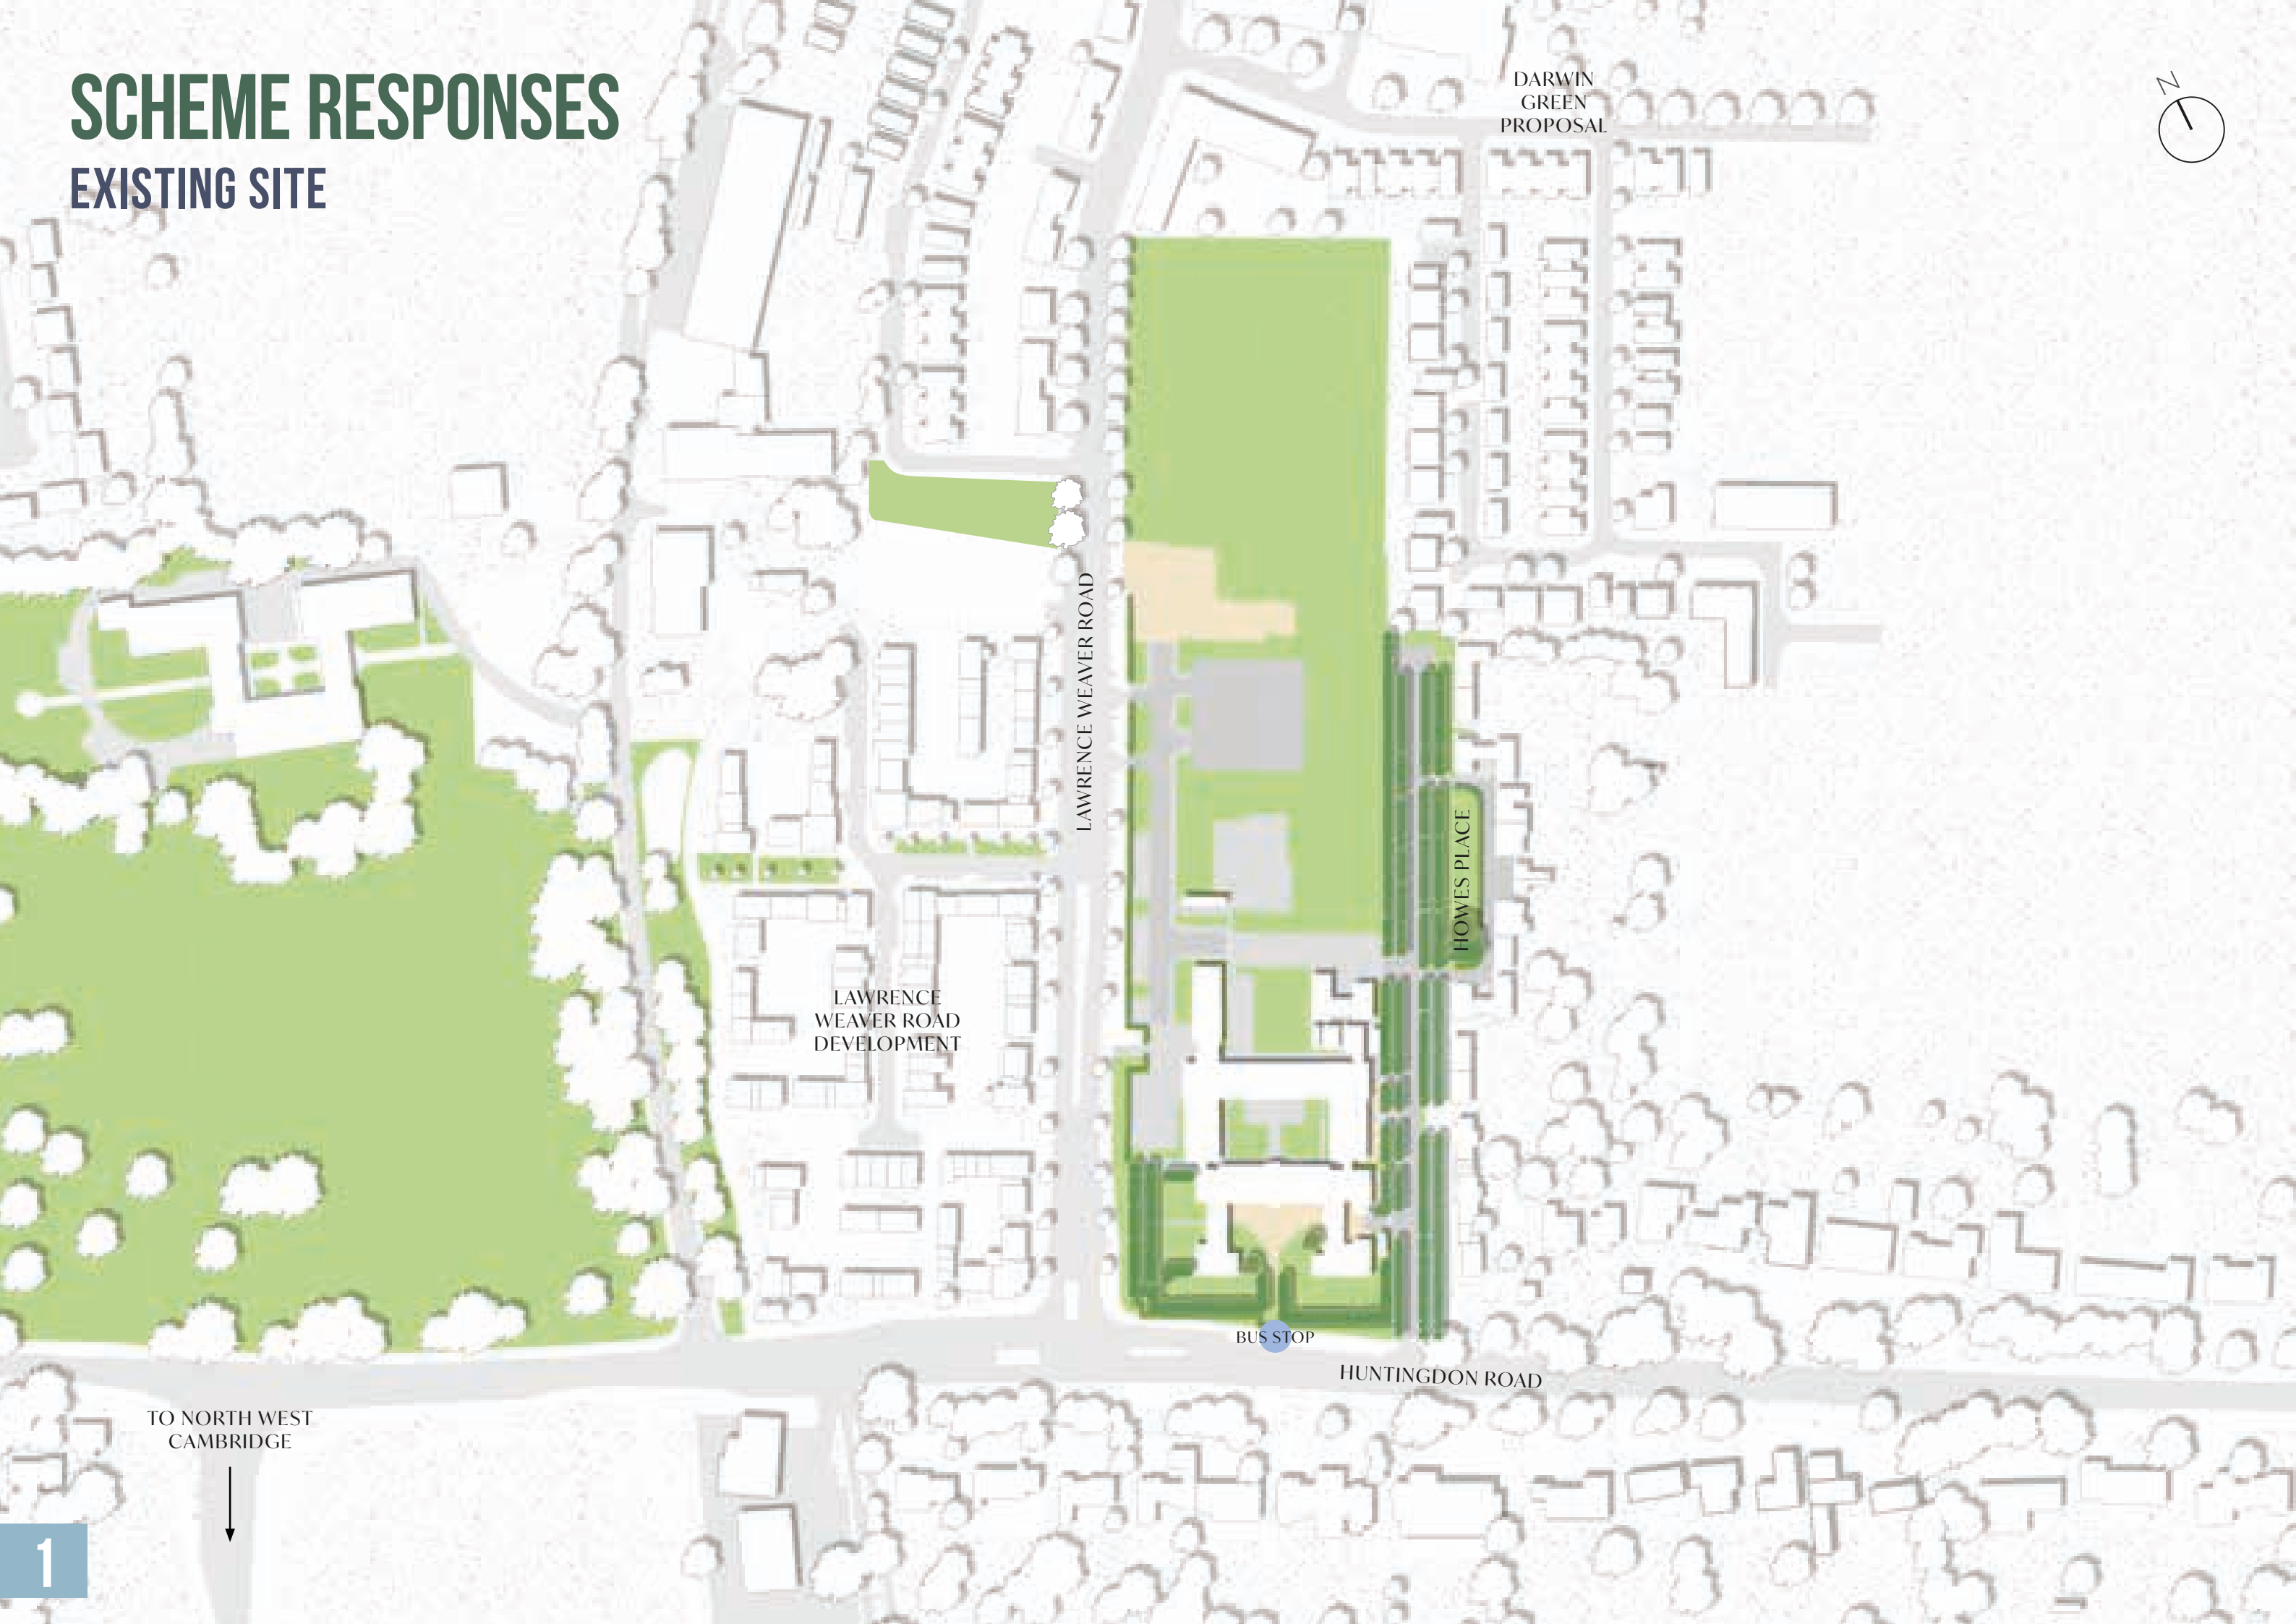 SCHEME RESPONSES
EXISTING SITE
DARWIN
GREEN
PROPOSAL
N
LAWRENCE WEAVER ROAD
HOWES PLACE
LAWRENCE
WEAVER ROAD
DEVELOPMENT
BUS STOP
HUNTINGDON ROAD
TO NORTH WEST
CAMBRIDGE
1